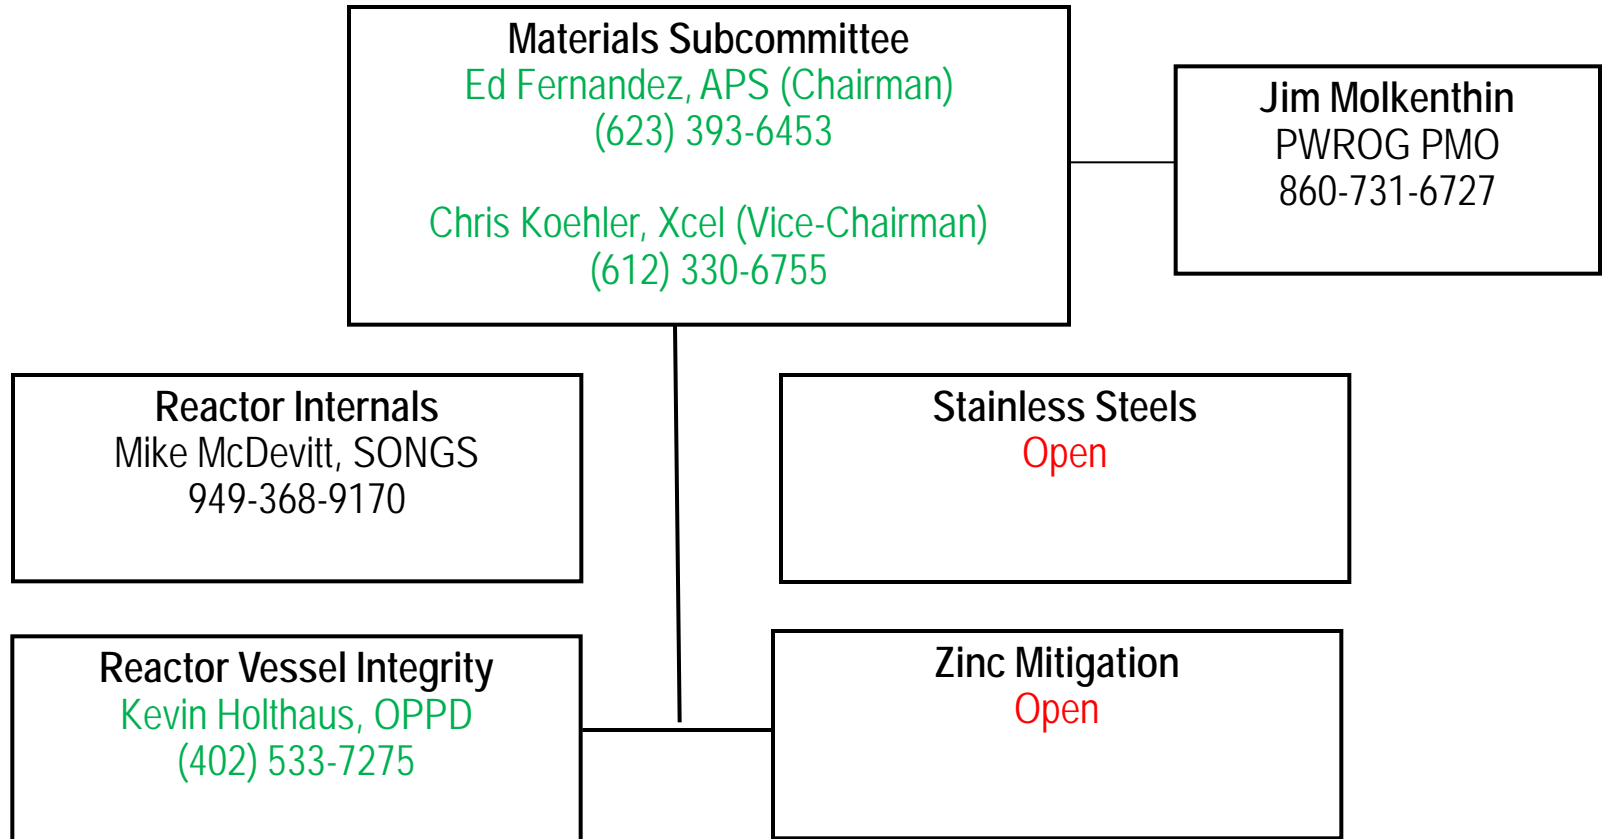 Materials Subcommittee
Ed Fernandez, APS (Chairman)
(623) 393-6453
Chris Koehler, Xcel (Vice-Chairman)
(612) 330-6755
Jim Molkenthin
PWROG PMO
860-731-6727
Reactor Internals
Mike McDevitt, SONGS
949-368-9170
Stainless Steels
Open
Reactor Vessel Integrity
Kevin Holthaus, OPPD
(402) 533-7275
Zinc Mitigation
Open